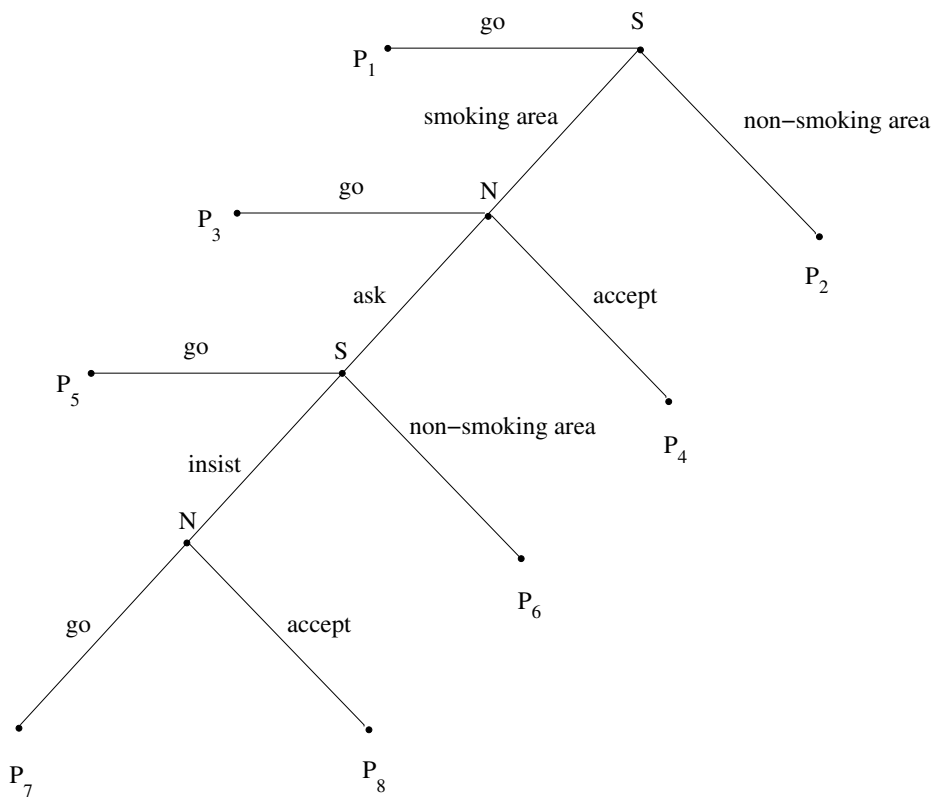 go S
P1
smoking area non−smoking area
go N
P3
P2
ask accept
go S
P5
non−smoking area P4
insist
N
P6
go accept
P7 P8